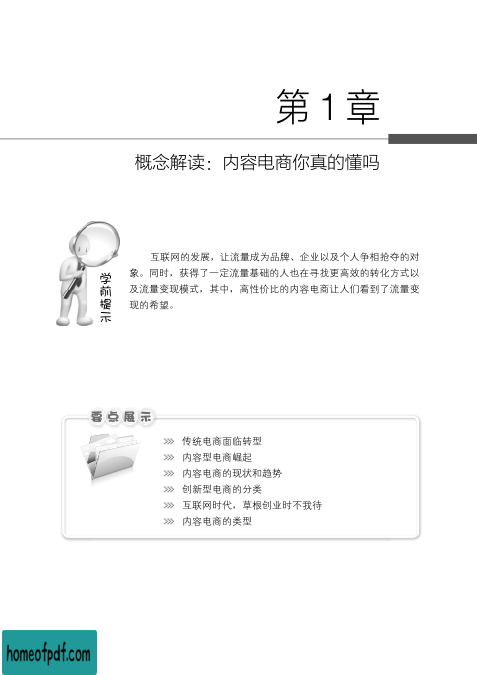 第1章
概念解读：内容电商你真的懂吗
学前提示
互联网的发展，让流量成为品牌、企业以及个人争相抢夺的对
象。同时，获得了一定流量基础的人也在寻找更高效的转化方式以
及流量变现模式，其中，高性价比的内容电商让人们看到了流量变
现的希望。
要点展示
>>> 传统电商面临转型
>>> 内容型电商崛起
>>> 内容电商的现状和趋势
>>> 创新型电商的分类
>>> 互联网时代，草根创业时不我待
>>> 内容电商的类型
homeofpdf.com